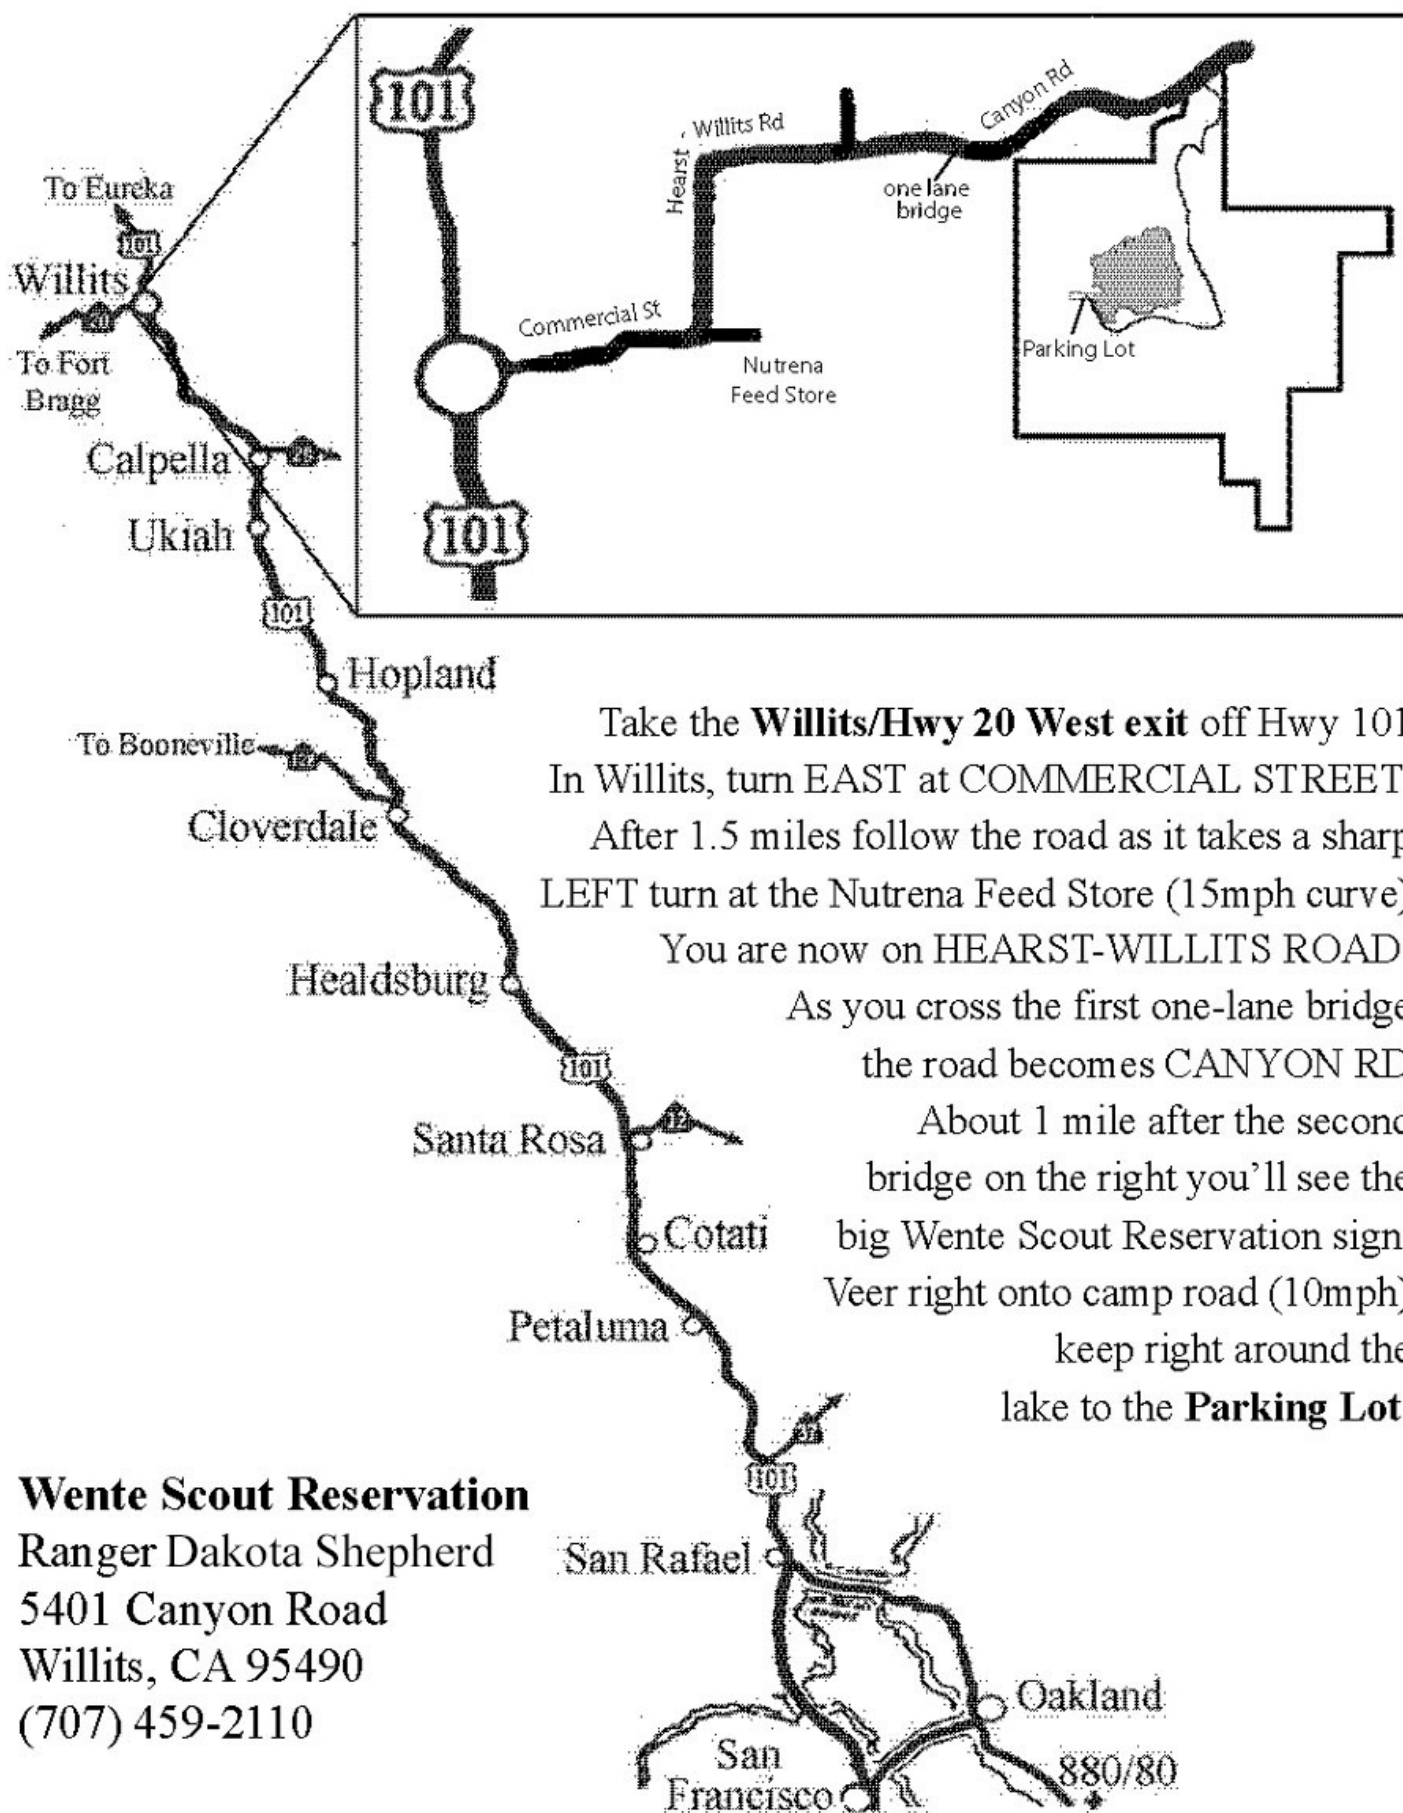 101
Hearst - Willits Rd
Canyon Rd
one lane
bridge
Commercial St
Nutrena
Feed Store
Parking Lot
101
To Eureka
101
Willits
20
To Fort
Bragg
Calpella
Ukiah
101
Hopland
To Booneville
Cloverdale
Healdsburg
101
Santa Rosa
12
Cotati
Petaluma
101
San Rafael
Oakland
San
Francisco
880/80
Take the Willits/Hwy 20 West exit off Hwy 101
In Willits, turn EAST at COMMERCIAL STREET
After 1.5 miles follow the road as it takes a sharp
LEFT turn at the Nutrena Feed Store (15mph curve)
You are now on HEARST-WILLITS ROAD
As you cross the first one-lane bridge
the road becomes CANYON RD
About 1 mile after the second
bridge on the right you'll see the
big Wente Scout Reservation sign
Veer right onto camp road (10mph)
keep right around the
lake to the Parking Lot
Wente Scout Reservation
Ranger Dakota Shepherd
5401 Canyon Road
Willits, CA 95490
(707) 459-2110